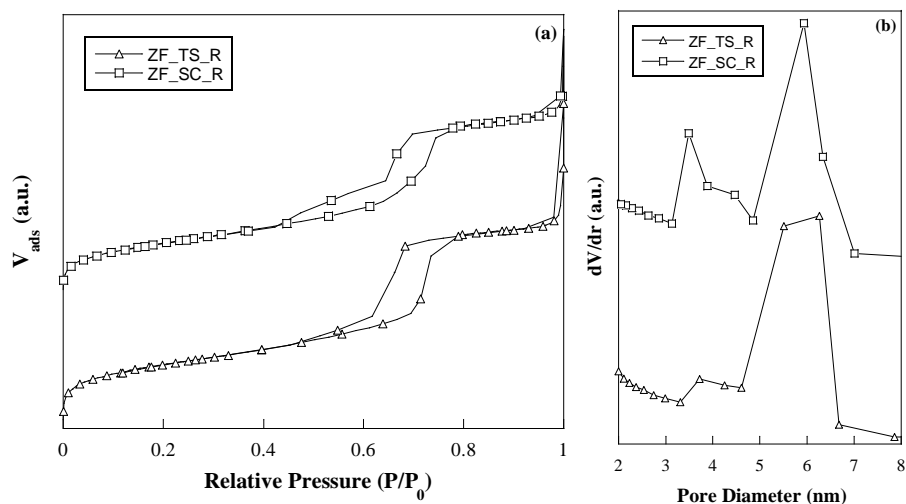 (a)
ZF_TS_R
ZF_SC_R
V_ads (a.u.)
0 0.2 0.4 0.6 0.8 1
Relative Pressure (P/P_0)
(b)
ZF_TS_R
ZF_SC_R
dV/dr (a.u.)
2 3 4 5 6 7 8
Pore Diameter (nm)